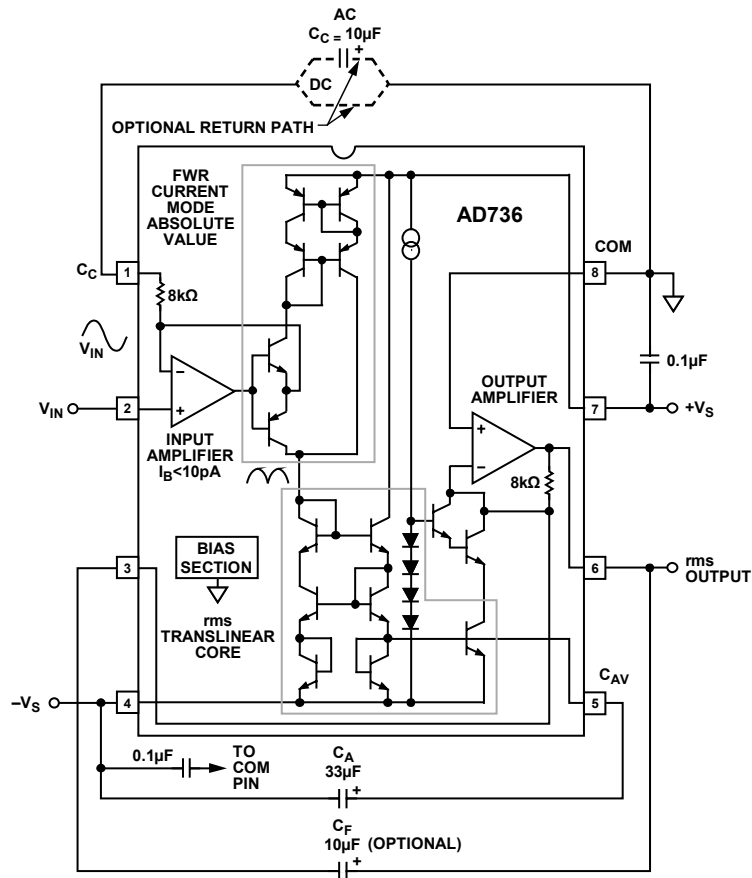 AC
C_C = 10µF
+
DC
OPTIONAL RETURN PATH
FWR
CURRENT
MODE
ABSOLUTE
VALUE
AD736
COM
C_C
1
8kΩ
8
V_IN
0.1µF
OUTPUT
AMPLIFIER
V_IN
2
−
+
+
−
7
+V_S
INPUT
AMPLIFIER
I_B<10pA
8kΩ
3
BIAS
SECTION
6
rms
OUTPUT
rms
TRANSLINEAR
CORE
C_AV
−V_S
4
5
0.1µF
TO
COM
PIN
C_A
33µF
+
C_F
10µF (OPTIONAL)
+